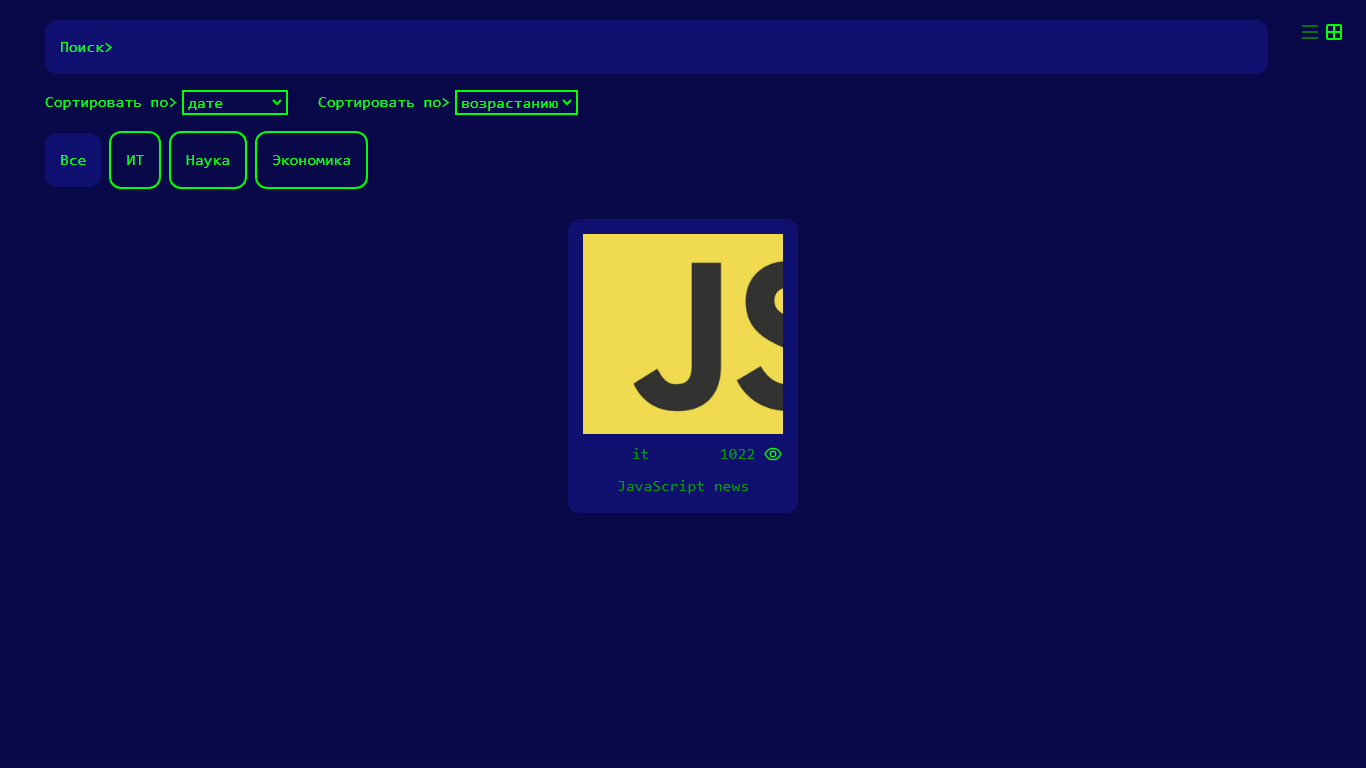 Поиск>
Сортировать по> дате Сортировать по> возрастанию
Все ИТ Наука Экономика
JS
it 1022
JavaScript news